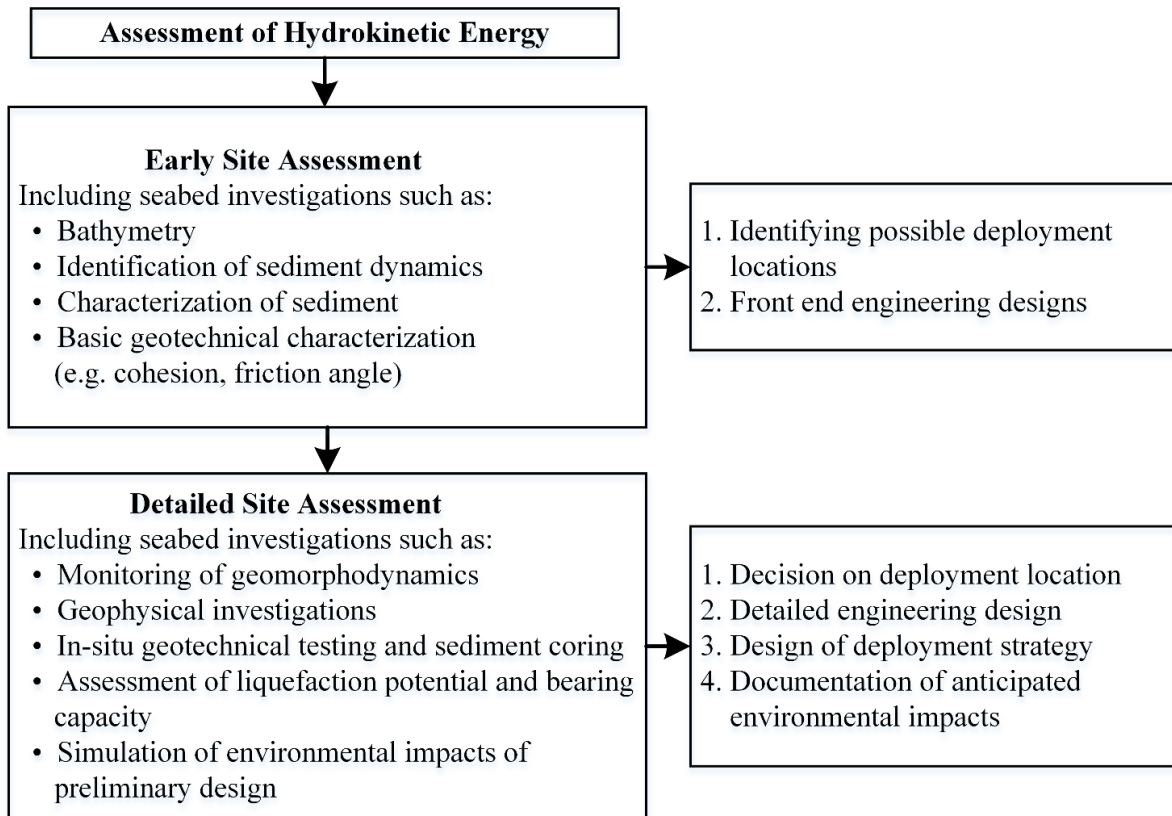 Assessment of Hydrokinetic Energy
Early Site Assessment
Including seabed investigations such as:
• Bathymetry
• Identification of sediment dynamics
• Characterization of sediment
• Basic geotechnical characterization
(e.g. cohesion, friction angle)
1. Identifying possible deployment
locations
2. Front end engineering designs
Detailed Site Assessment
Including seabed investigations such as:
• Monitoring of geomorphodynamics
• Geophysical investigations
• In-situ geotechnical testing and sediment coring
• Assessment of liquefaction potential and bearing
capacity
• Simulation of environmental impacts of
preliminary design
1. Decision on deployment location
2. Detailed engineering design
3. Design of deployment strategy
4. Documentation of anticipated
environmental impacts